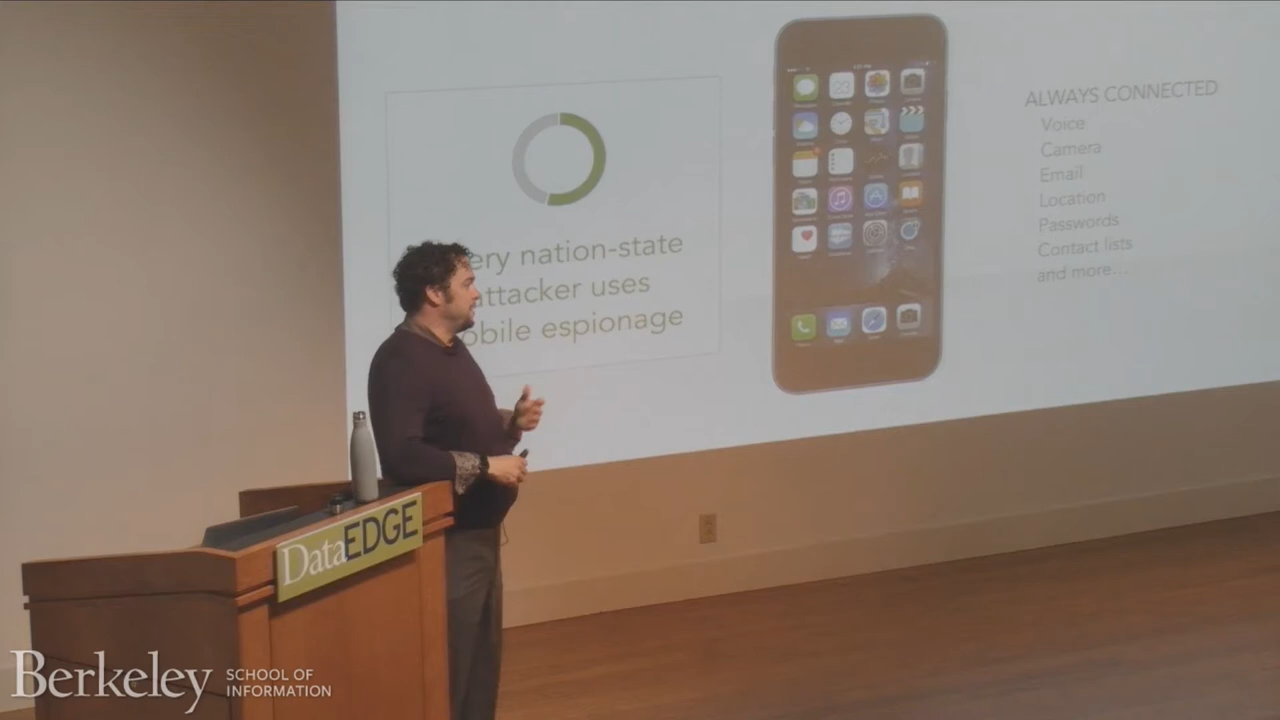 ery nation-state
attacker uses
obile espionage
ALWAYS CONNECTED
Voice
Camera
Email
Location
Passwords
Contact lists
and more...
23
DataEDGE
Berkeley
SCHOOL OF
INFORMATION